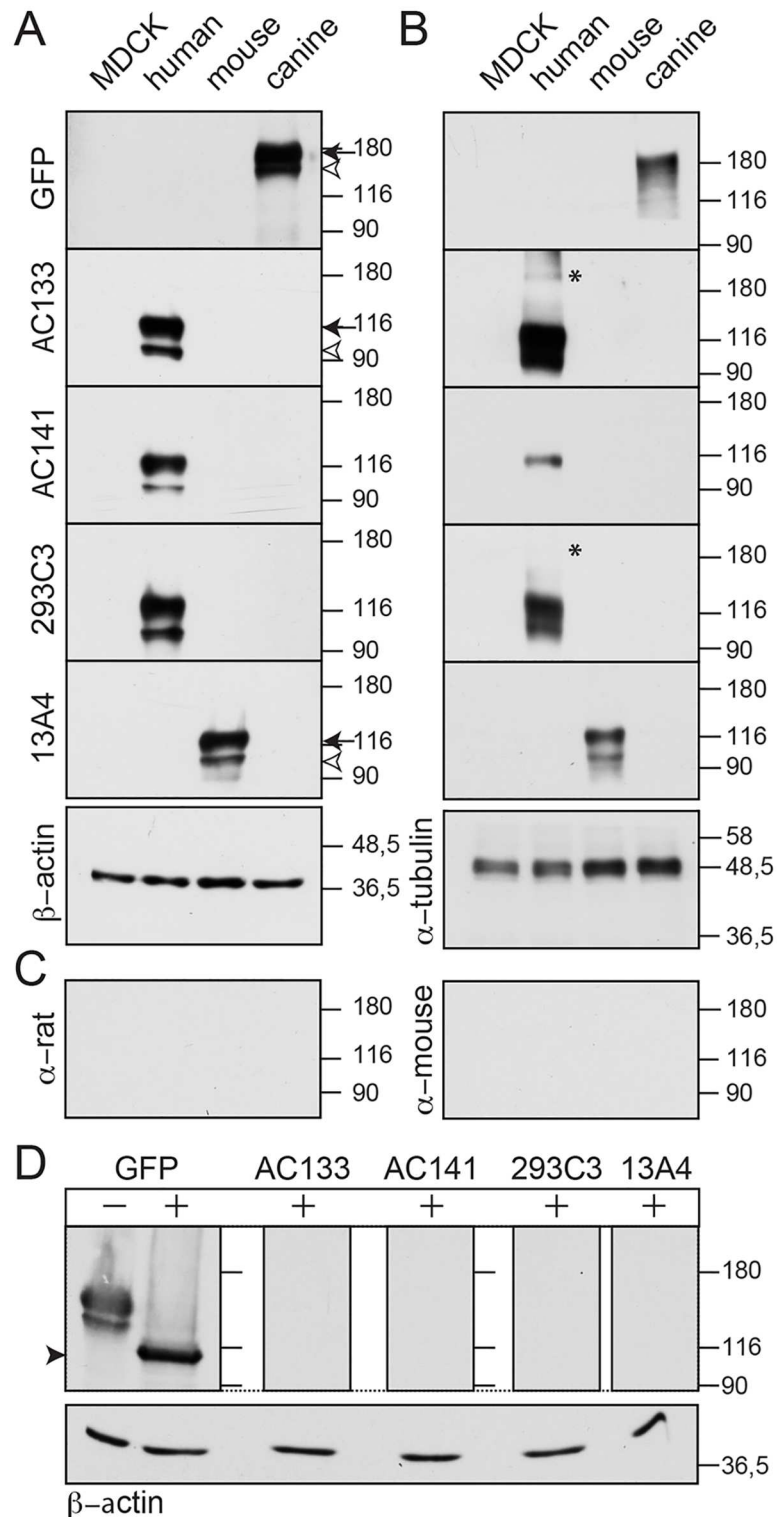 A
MDCK human mouse canine
GFP
180
116
90
AC133
180
116
90
AC141
180
116
90
293C3
180
116
90
13A4
180
116
90
β–actin
48,5
36,5
B
MDCK human mouse canine
180
116
90
*
180
116
90
180
116
90
*
180
116
90
180
116
90
α–tubulin
58
48,5
36,5
C
α–rat
180
116
90
α–mouse
180
116
90
D
GFP AC133 AC141 293C3 13A4
– + + + + +
180
116
90
36,5
β–actin